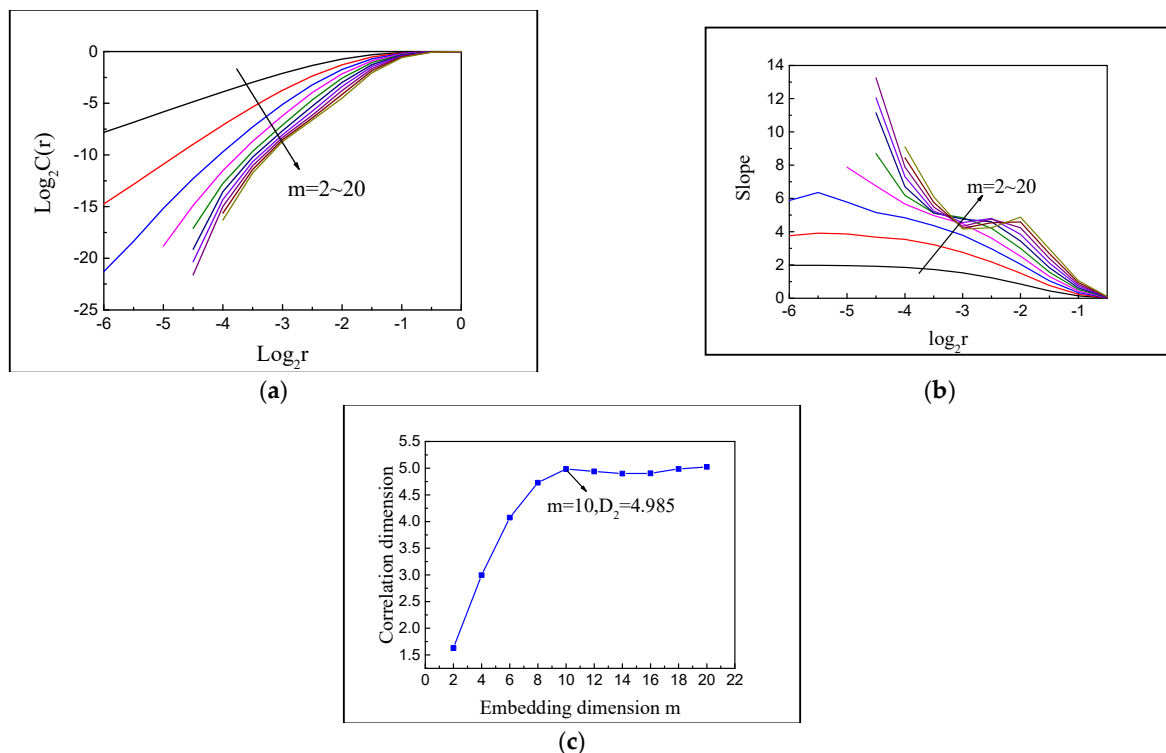 0
-5
-10
-15
-20
-25
Log₂C(r)
m=2~20
-6 -5 -4 -3 -2 -1 0
Log₂r
(a)
14
12
10
8
6
4
2
0
Slope
m=2~20
-6 -5 -4 -3 -2 -1
log₂r
(b)
5.5
5.0
4.5
4.0
3.5
3.0
2.5
2.0
1.5
Correlation dimension
m=10,D₂=4.985
0 2 4 6 8 10 12 14 16 18 20 22
Embedding dimension m
(c)